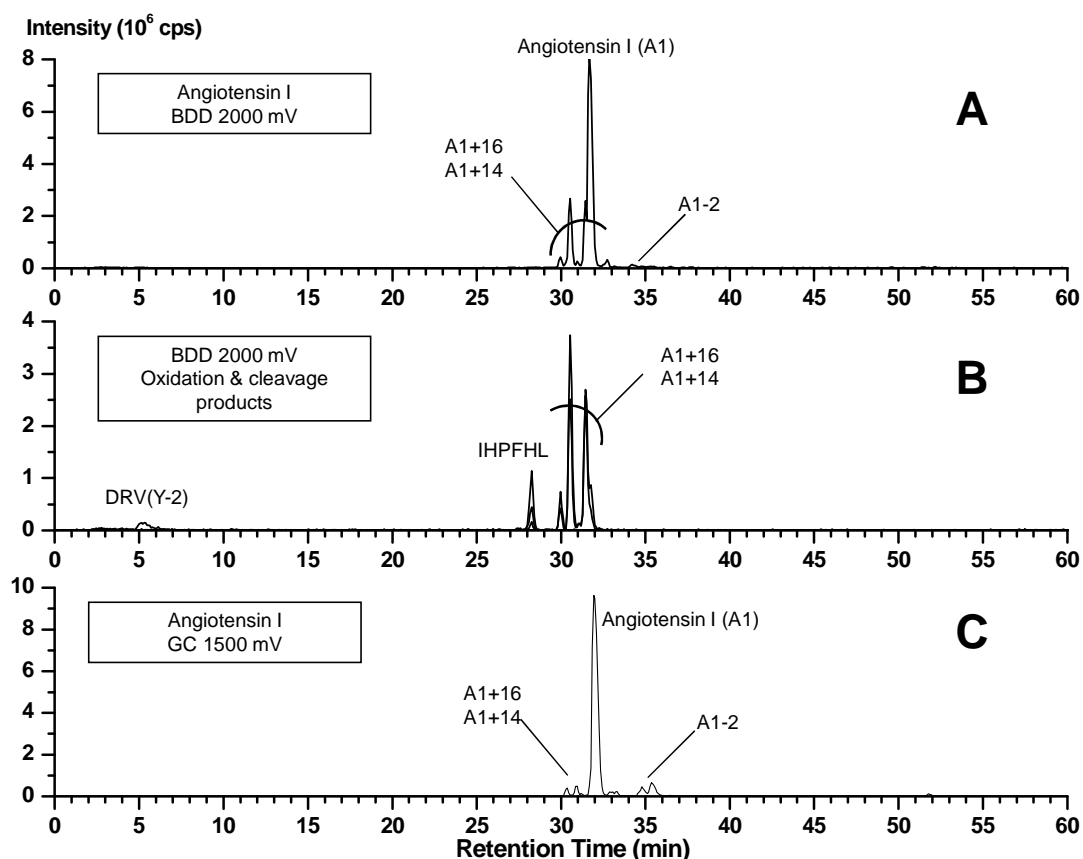 Intensity (10⁶ cps)
8
6
4
2
0
Angiotensin I
BDD 2000 mV
Angiotensin I (A1)
A
A1+16
A1+14
A1-2
0 5 10 15 20 25 30 35 40 45 50 55 60
4
3
2
1
0
BDD 2000 mV
Oxidation & cleavage
products
A1+16
A1+14
B
IHPFHL
DRV(Y-2)
0 5 10 15 20 25 30 35 40 45 50 55 60
10
8
6
4
2
0
Angiotensin I
GC 1500 mV
Angiotensin I (A1)
C
A1+16
A1+14
A1-2
0 5 10 15 20 25 30 35 40 45 50 55 60
Retention Time (min)